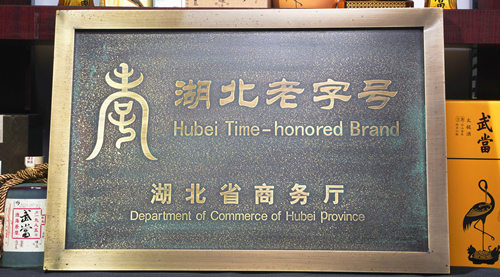 湖北老字号
Hubei Time-honored Brand
湖北省商务厅
Department of Commerce of Hubei Province
武當
武當